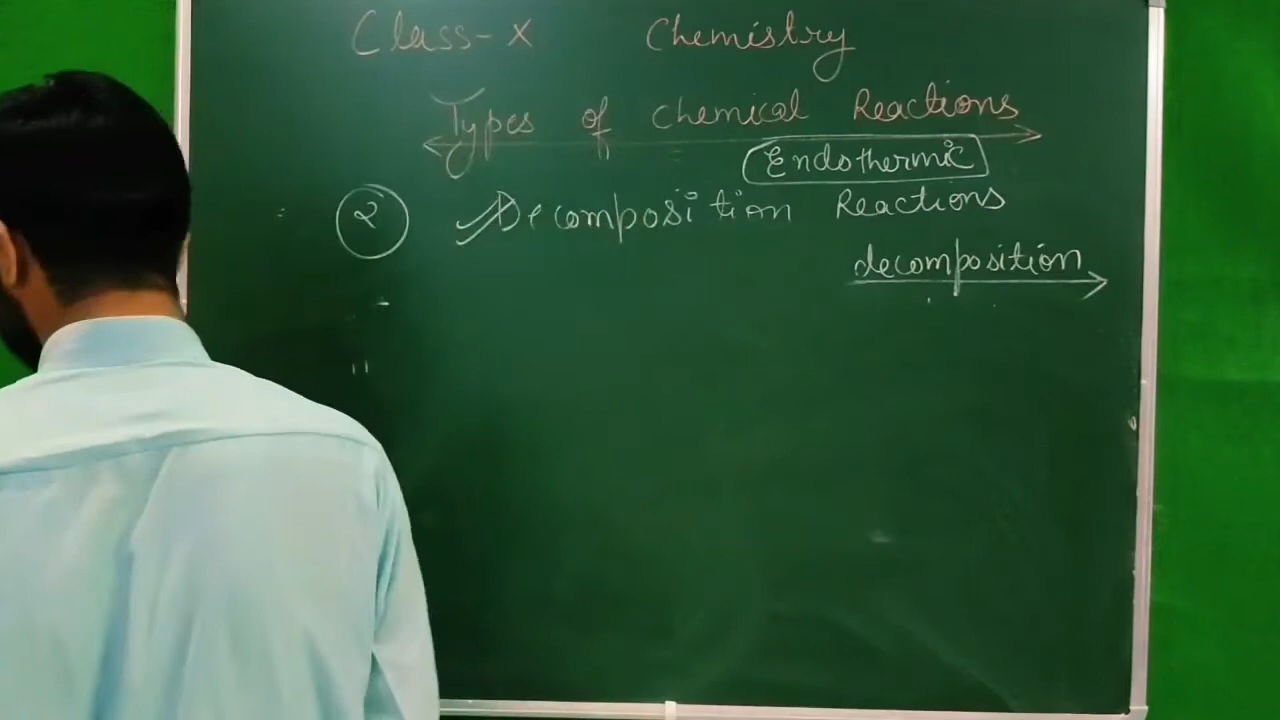 Class-X Chemistry
Types of chemical Reactions
Endothermic
2 Decomposition Reactions
decomposition